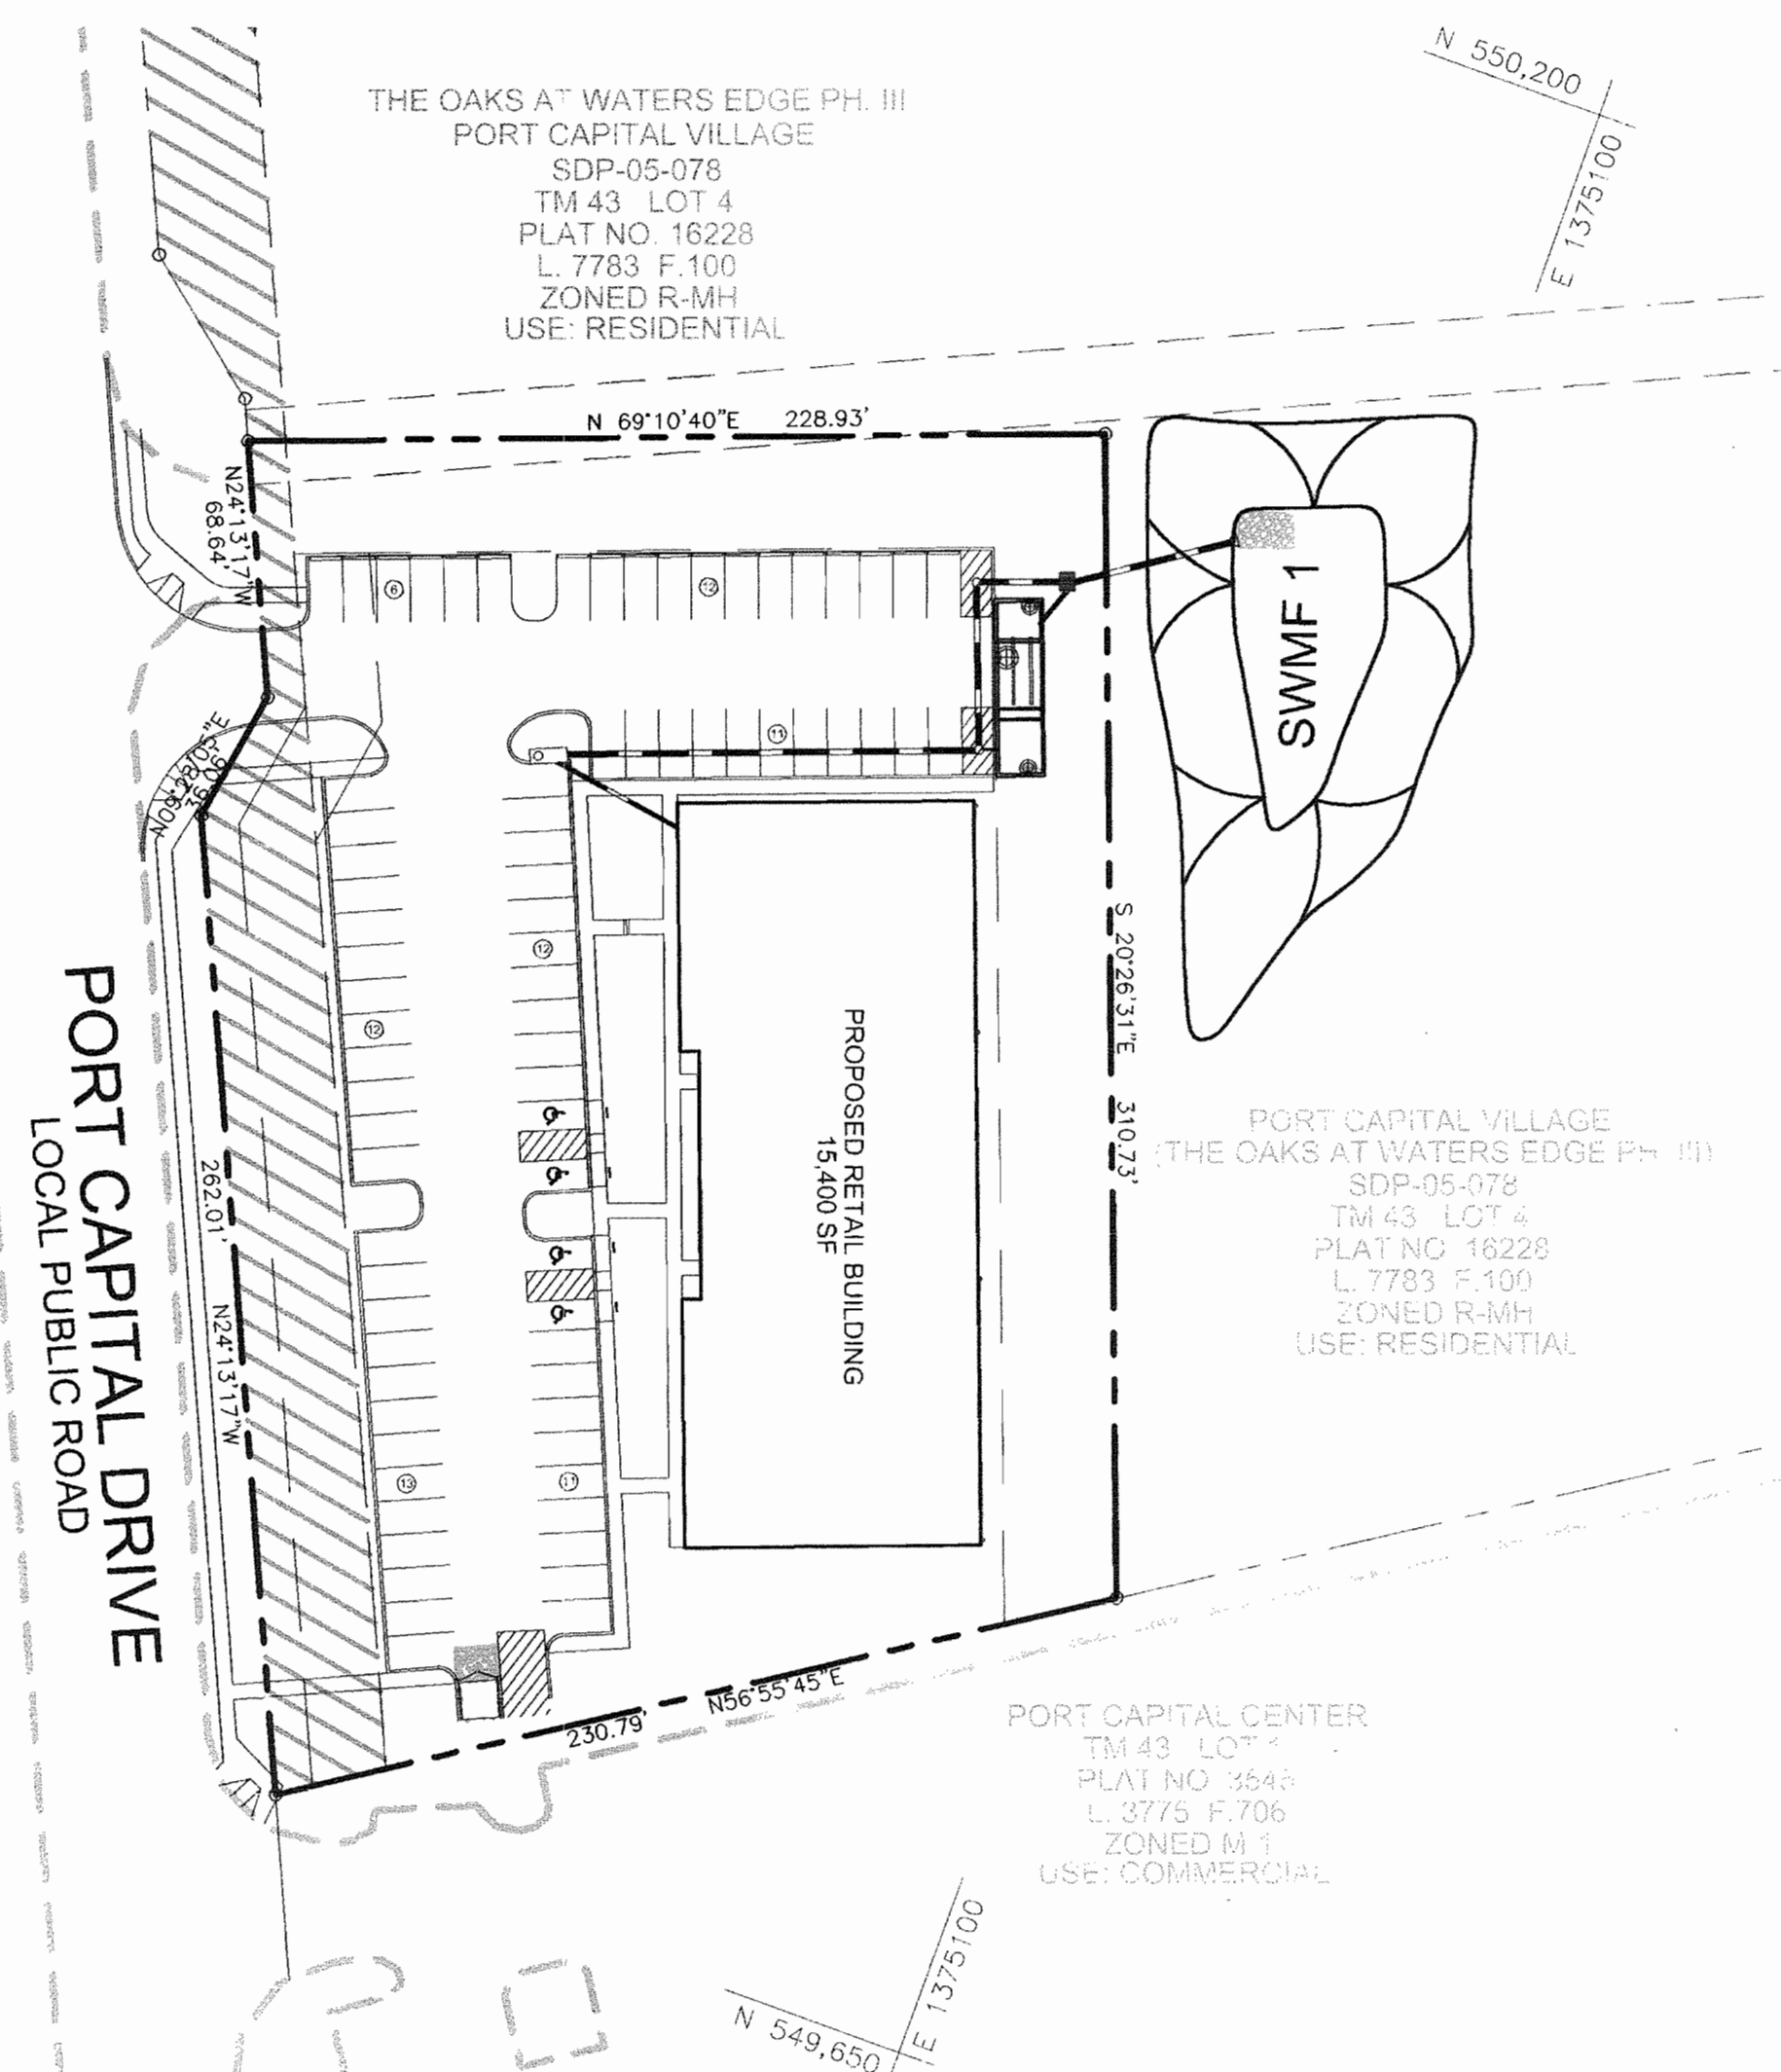 N 550,200
E 1375100
THE OAKS AT WATERS EDGE PH. III
PORT CAPITAL VILLAGE
SDP-05-078
TM 43 LOT 4
PLAT NO. 16228
L. 7783 F.100
ZONED R-MH
USE: RESIDENTIAL
N 69°10'40"E 228.93'
N24°13'17"W
68.64'
6
12
11
SWMF 1
N09°28'05"E
36.06'
S 20°26'31"E 310.73'
12
12
PROPOSED RETAIL BUILDING
15,400 SF
PORT CAPITAL DRIVE
LOCAL PUBLIC ROAD
262.01' N24°13'17"W
13
11
PORT CAPITAL VILLAGE
(THE OAKS AT WATERS EDGE PH. III)
SDP-05-078
TM 43 LOT 4
PLAT NO 16228
L. 7783 F.100
ZONED R-MH
USE: RESIDENTIAL
230.79' N56°55'45"E
PORT CAPITAL CENTER
TM 43 LOT 1
PLAT NO
L. 3775 F.706
ZONED M 1
USE: COMMERCIAL
N 549,650
E 1375100